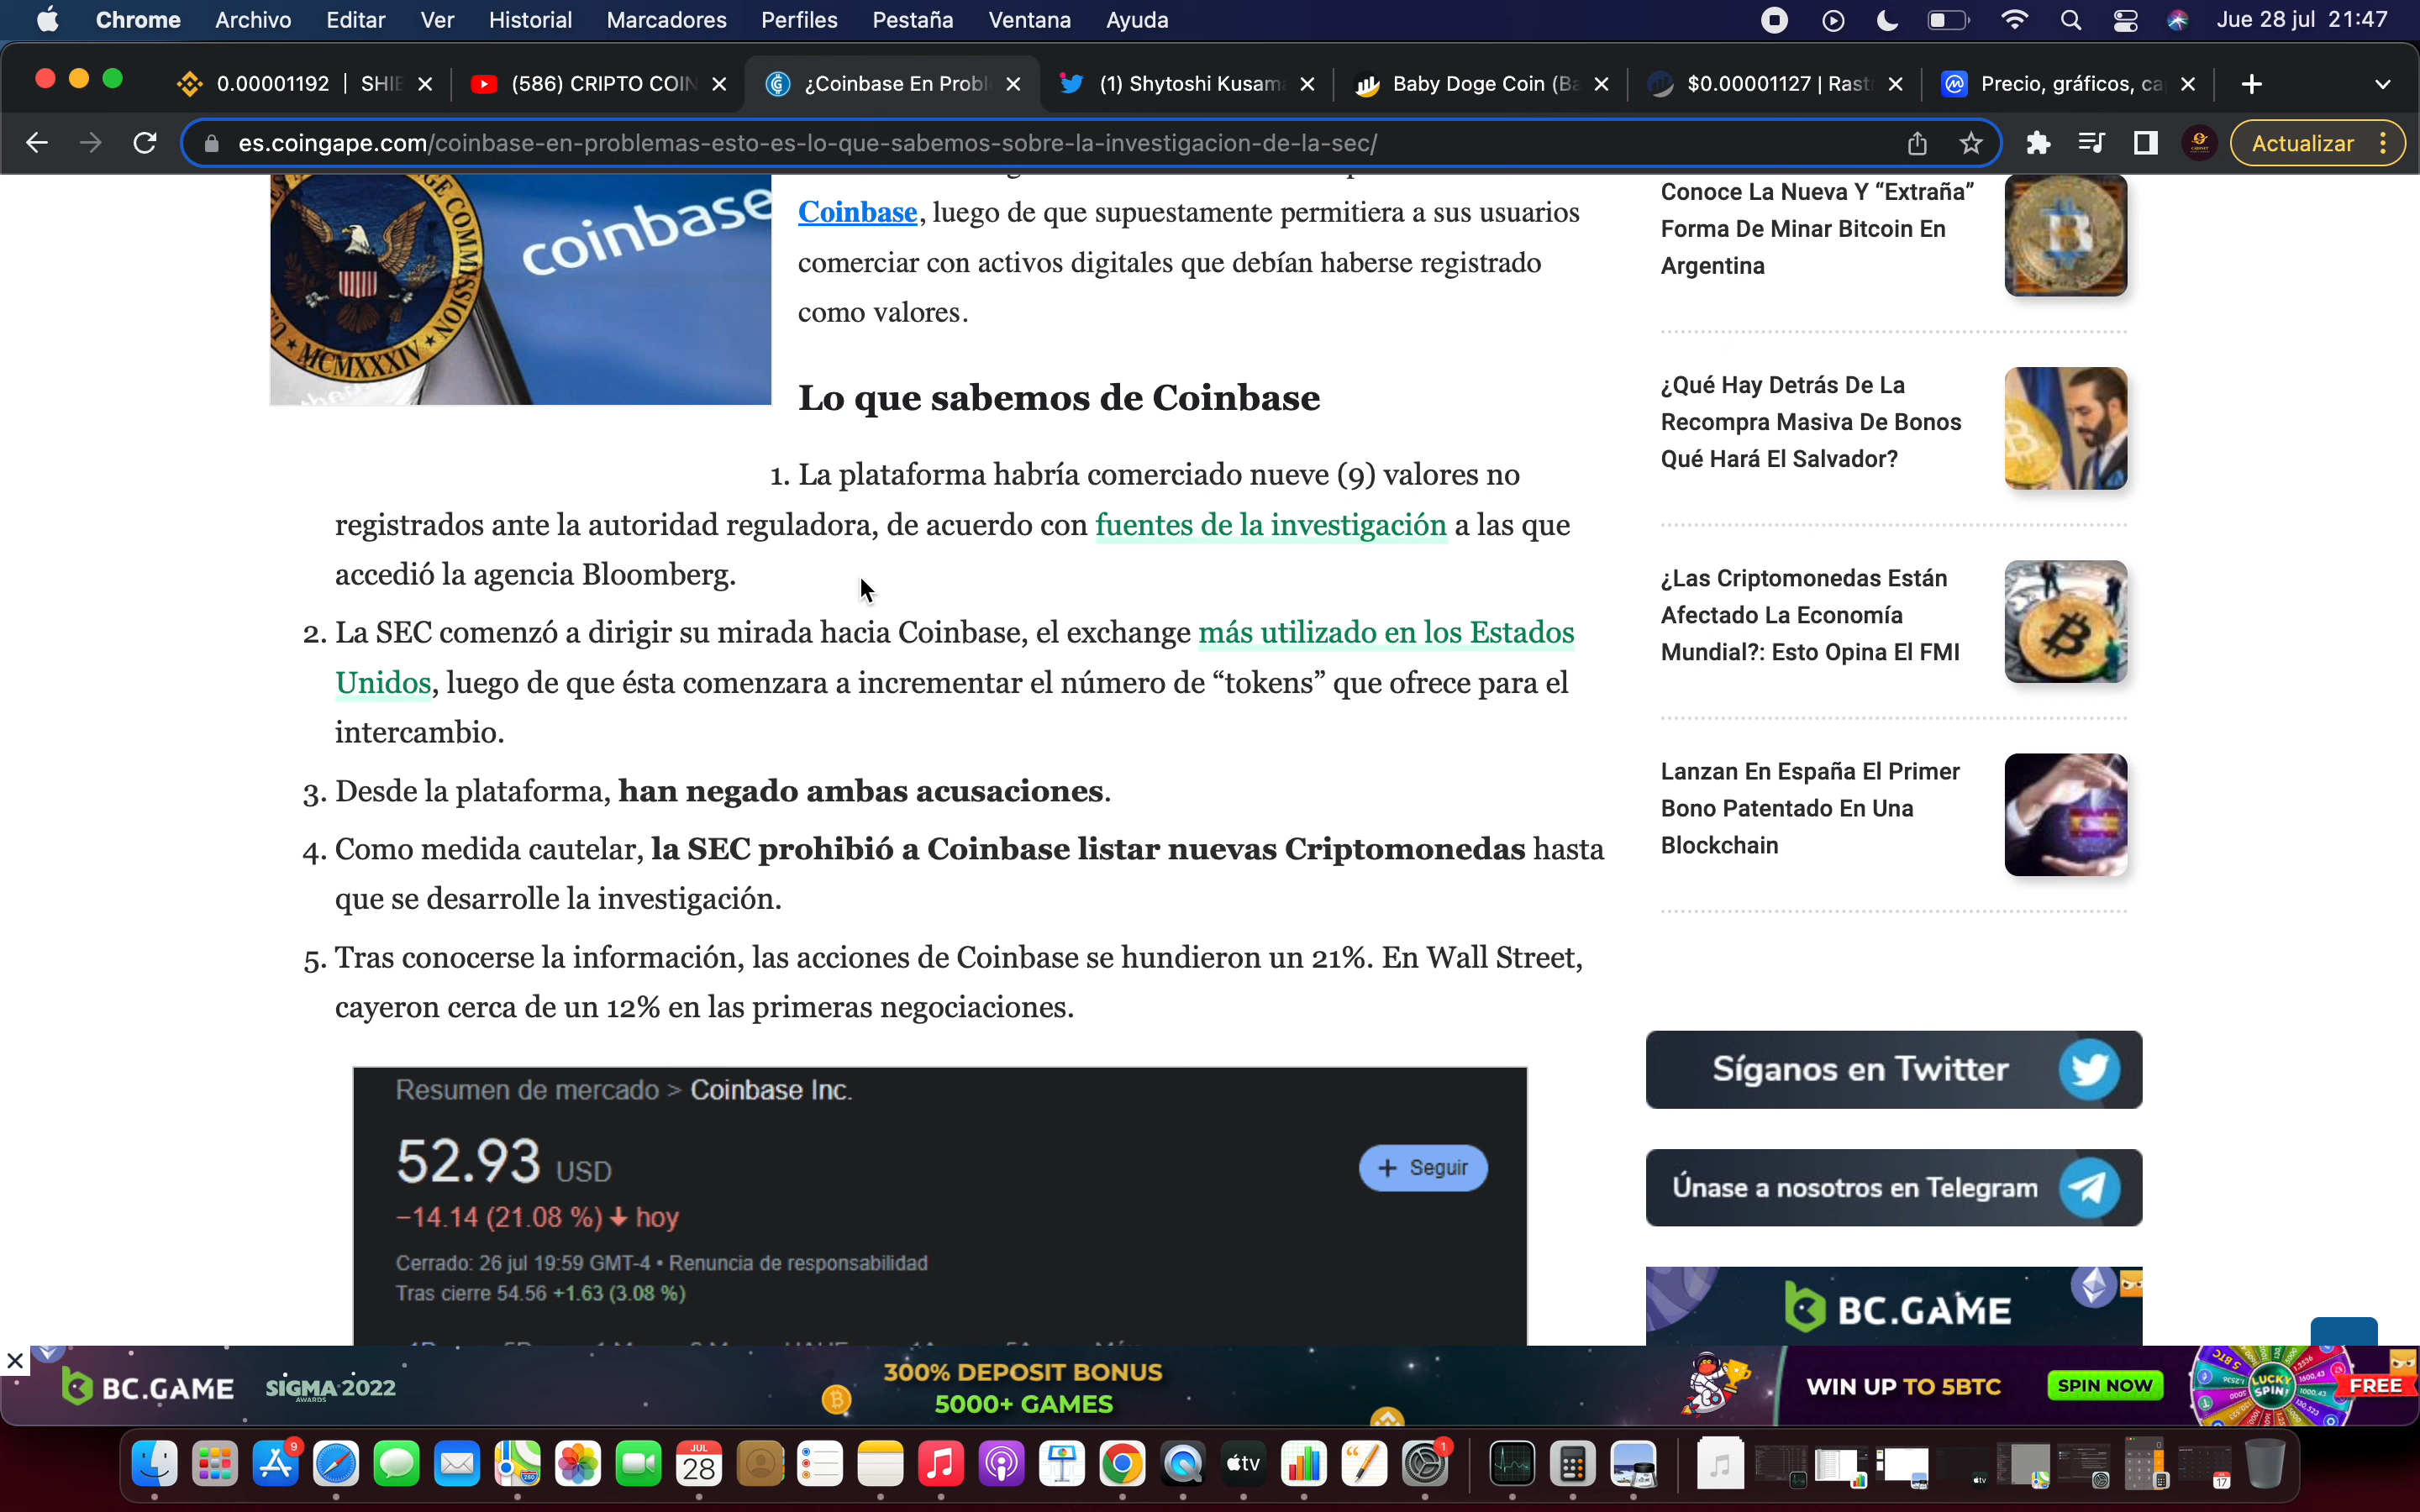 Chrome Archivo Editar Ver Historial Marcadores Perfiles Pestaña Ventana Ayuda Jue 28 jul 21:47
0.00001192 | SHIB (586) CRIPTO COIN ¿Coinbase En Probl (1) Shytoshi Kusama Baby Doge Coin (Ba $0.00001127 | Rast Precio, gráficos, ca
es.coingape.com/coinbase-en-problemas-esto-es-lo-que-sabemos-sobre-la-investigacion-de-la-sec/ Actualizar
coinbase
MCMXXXIV
Coinbase, luego de que supuestamente permitiera a sus usuarios
comerciar con activos digitales que debían haberse registrado
como valores.
Lo que sabemos de Coinbase
1. La plataforma habría comerciado nueve (9) valores no
registrados ante la autoridad reguladora, de acuerdo con fuentes de la investigación a las que
accedió la agencia Bloomberg.
2. La SEC comenzó a dirigir su mirada hacia Coinbase, el exchange más utilizado en los Estados
Unidos, luego de que ésta comenzara a incrementar el número de “tokens” que ofrece para el
intercambio.
3. Desde la plataforma, han negado ambas acusaciones.
4. Como medida cautelar, la SEC prohibió a Coinbase listar nuevas Criptomonedas hasta
que se desarrolle la investigación.
5. Tras conocerse la información, las acciones de Coinbase se hundieron un 21%. En Wall Street,
cayeron cerca de un 12% en las primeras negociaciones.
Resumen de mercado > Coinbase Inc.
52.93 USD
+ Seguir
−14.14 (21.08 %) ↓ hoy
Cerrado: 26 jul 19:59 GMT-4 • Renuncia de responsabilidad
Tras cierre 54.56 +1.63 (3.08 %)
Conoce La Nueva Y “Extraña”
Forma De Minar Bitcoin En
Argentina
¿Qué Hay Detrás De La
Recompra Masiva De Bonos
Qué Hará El Salvador?
¿Las Criptomonedas Están
Afectado La Economía
Mundial?: Esto Opina El FMI
Lanzan En España El Primer
Bono Patentado En Una
Blockchain
Síganos en Twitter
Únase a nosotros en Telegram
BC.GAME
BC.GAME SIGMA 2022
AWARDS
300% DEPOSIT BONUS
5000+ GAMES
WIN UP TO 5BTC
SPIN NOW
LUCKY
SPIN!
FREE
9
JUL
28
tv
1
17